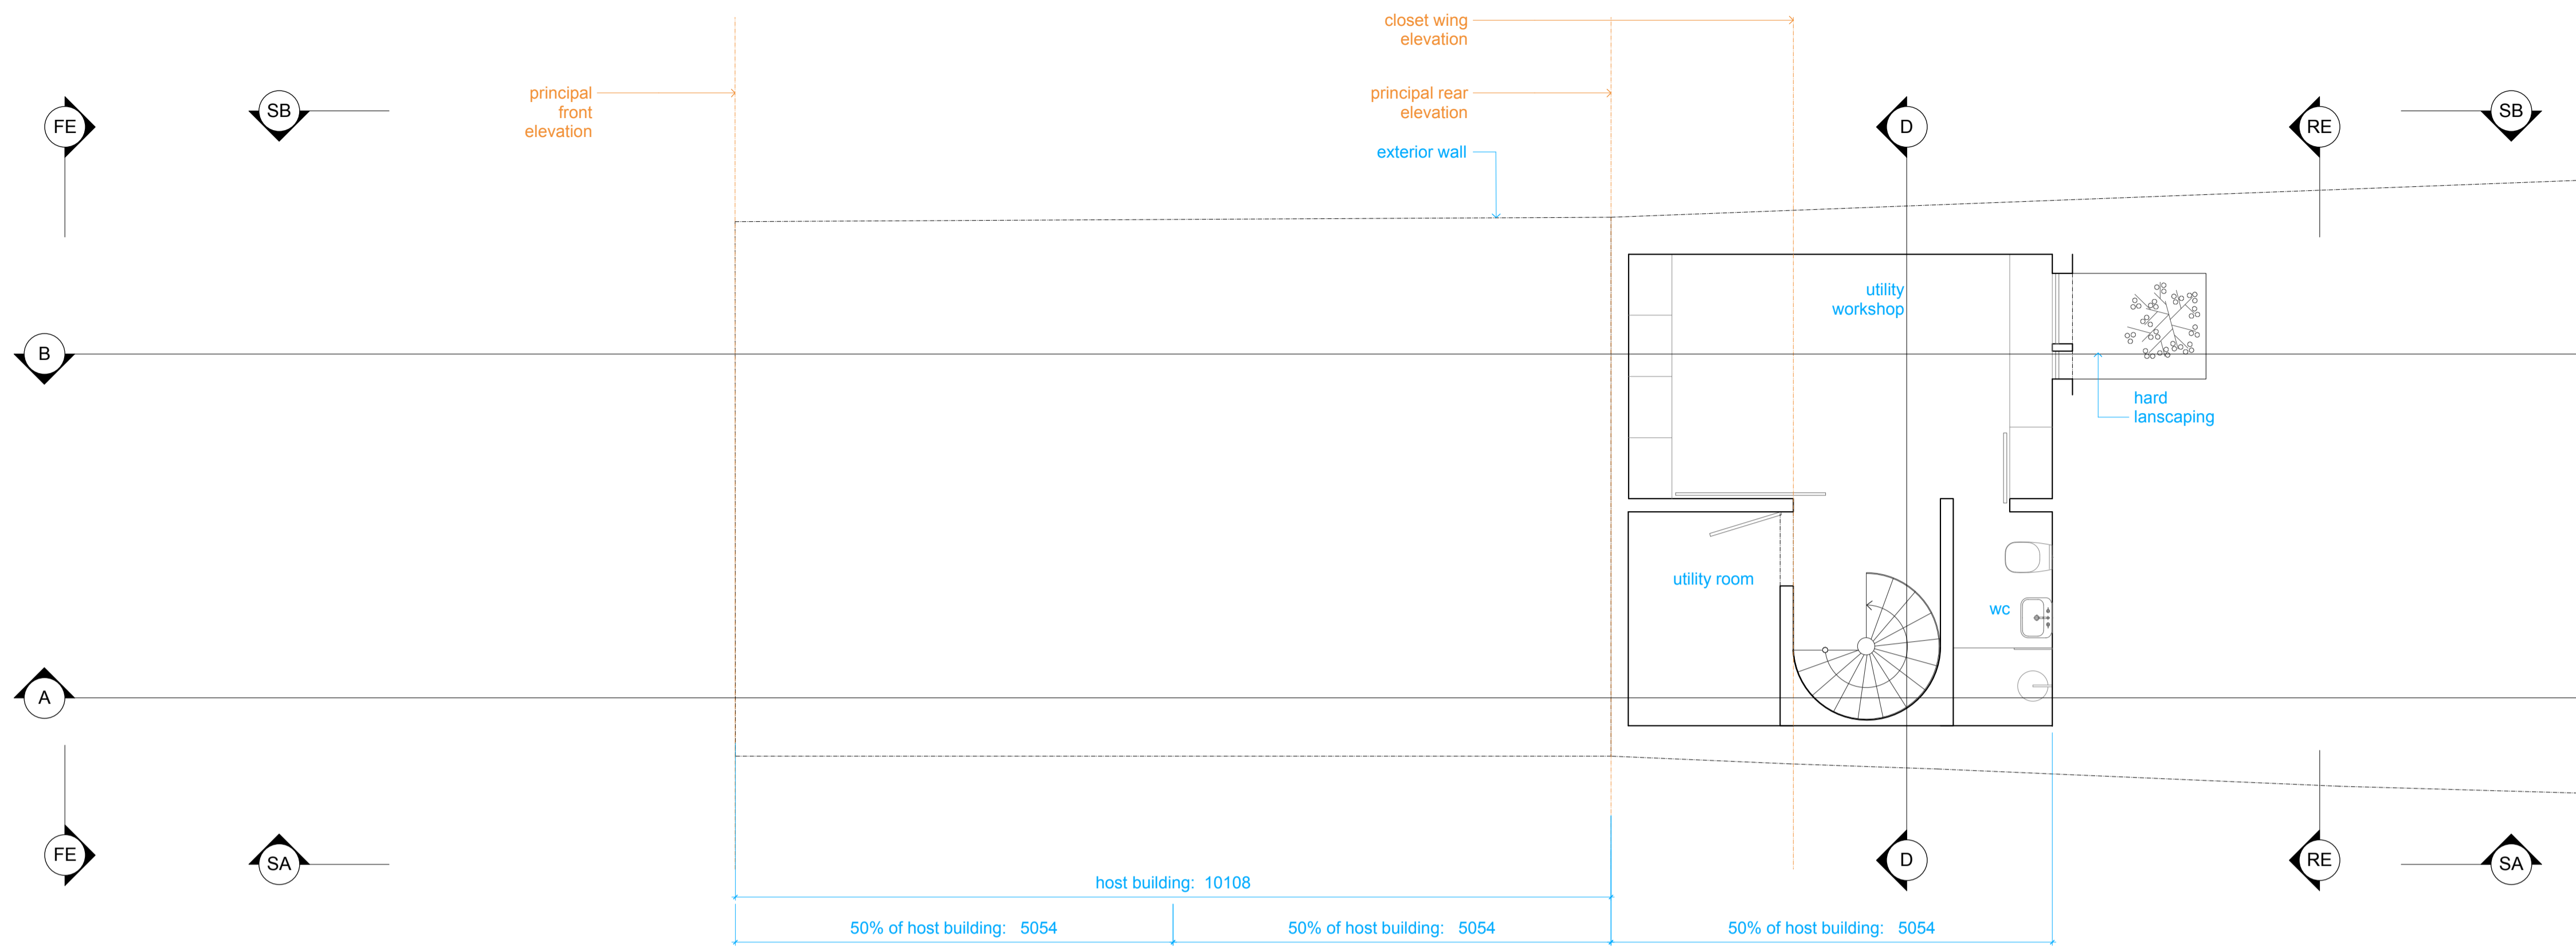 closet wing
elevation
principal
front
elevation
principal rear
elevation
FE
SB
D
RE
SB
exterior wall
utility
workshop
B
hard
lanscaping
utility room
wc
A
FE
SA
D
RE
SA
host building: 10108
50% of host building: 5054
50% of host building: 5054
50% of host building: 5054